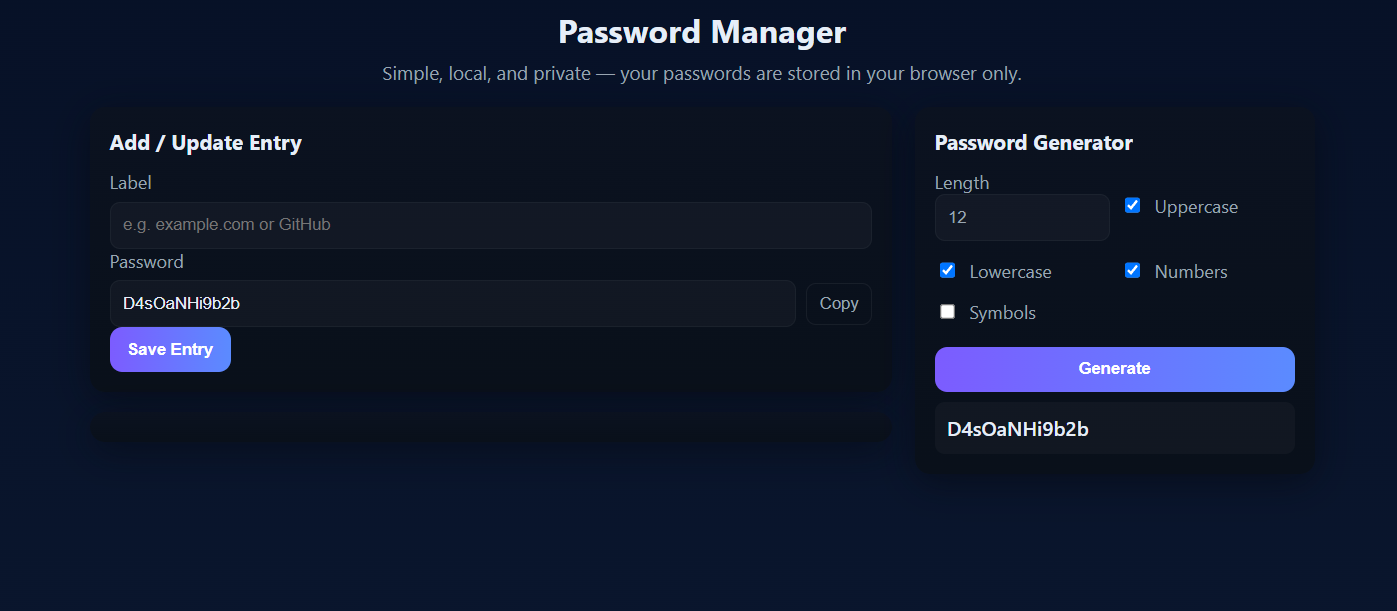 Password Manager
Simple, local, and private — your passwords are stored in your browser only.
Add / Update Entry
Label
e.g. example.com or GitHub
Password
D4sOaNHi9b2b
Copy
Save Entry
Password Generator
Length
12
Uppercase
Lowercase
Numbers
Symbols
Generate
D4sOaNHi9b2b